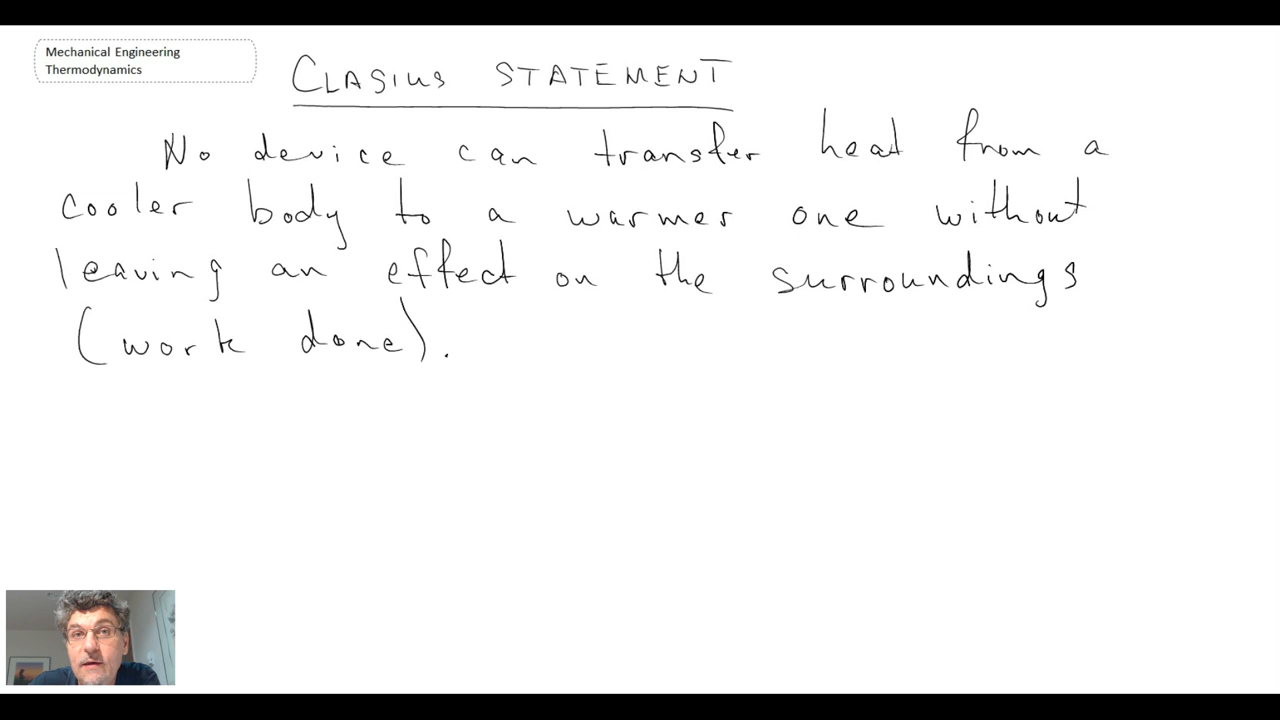 Mechanical Engineering
Thermodynamics
CLASIUS STATEMENT
No device can transfer heat from a
cooler body to a warmer one without
leaving an effect on the surroundings
(work done).